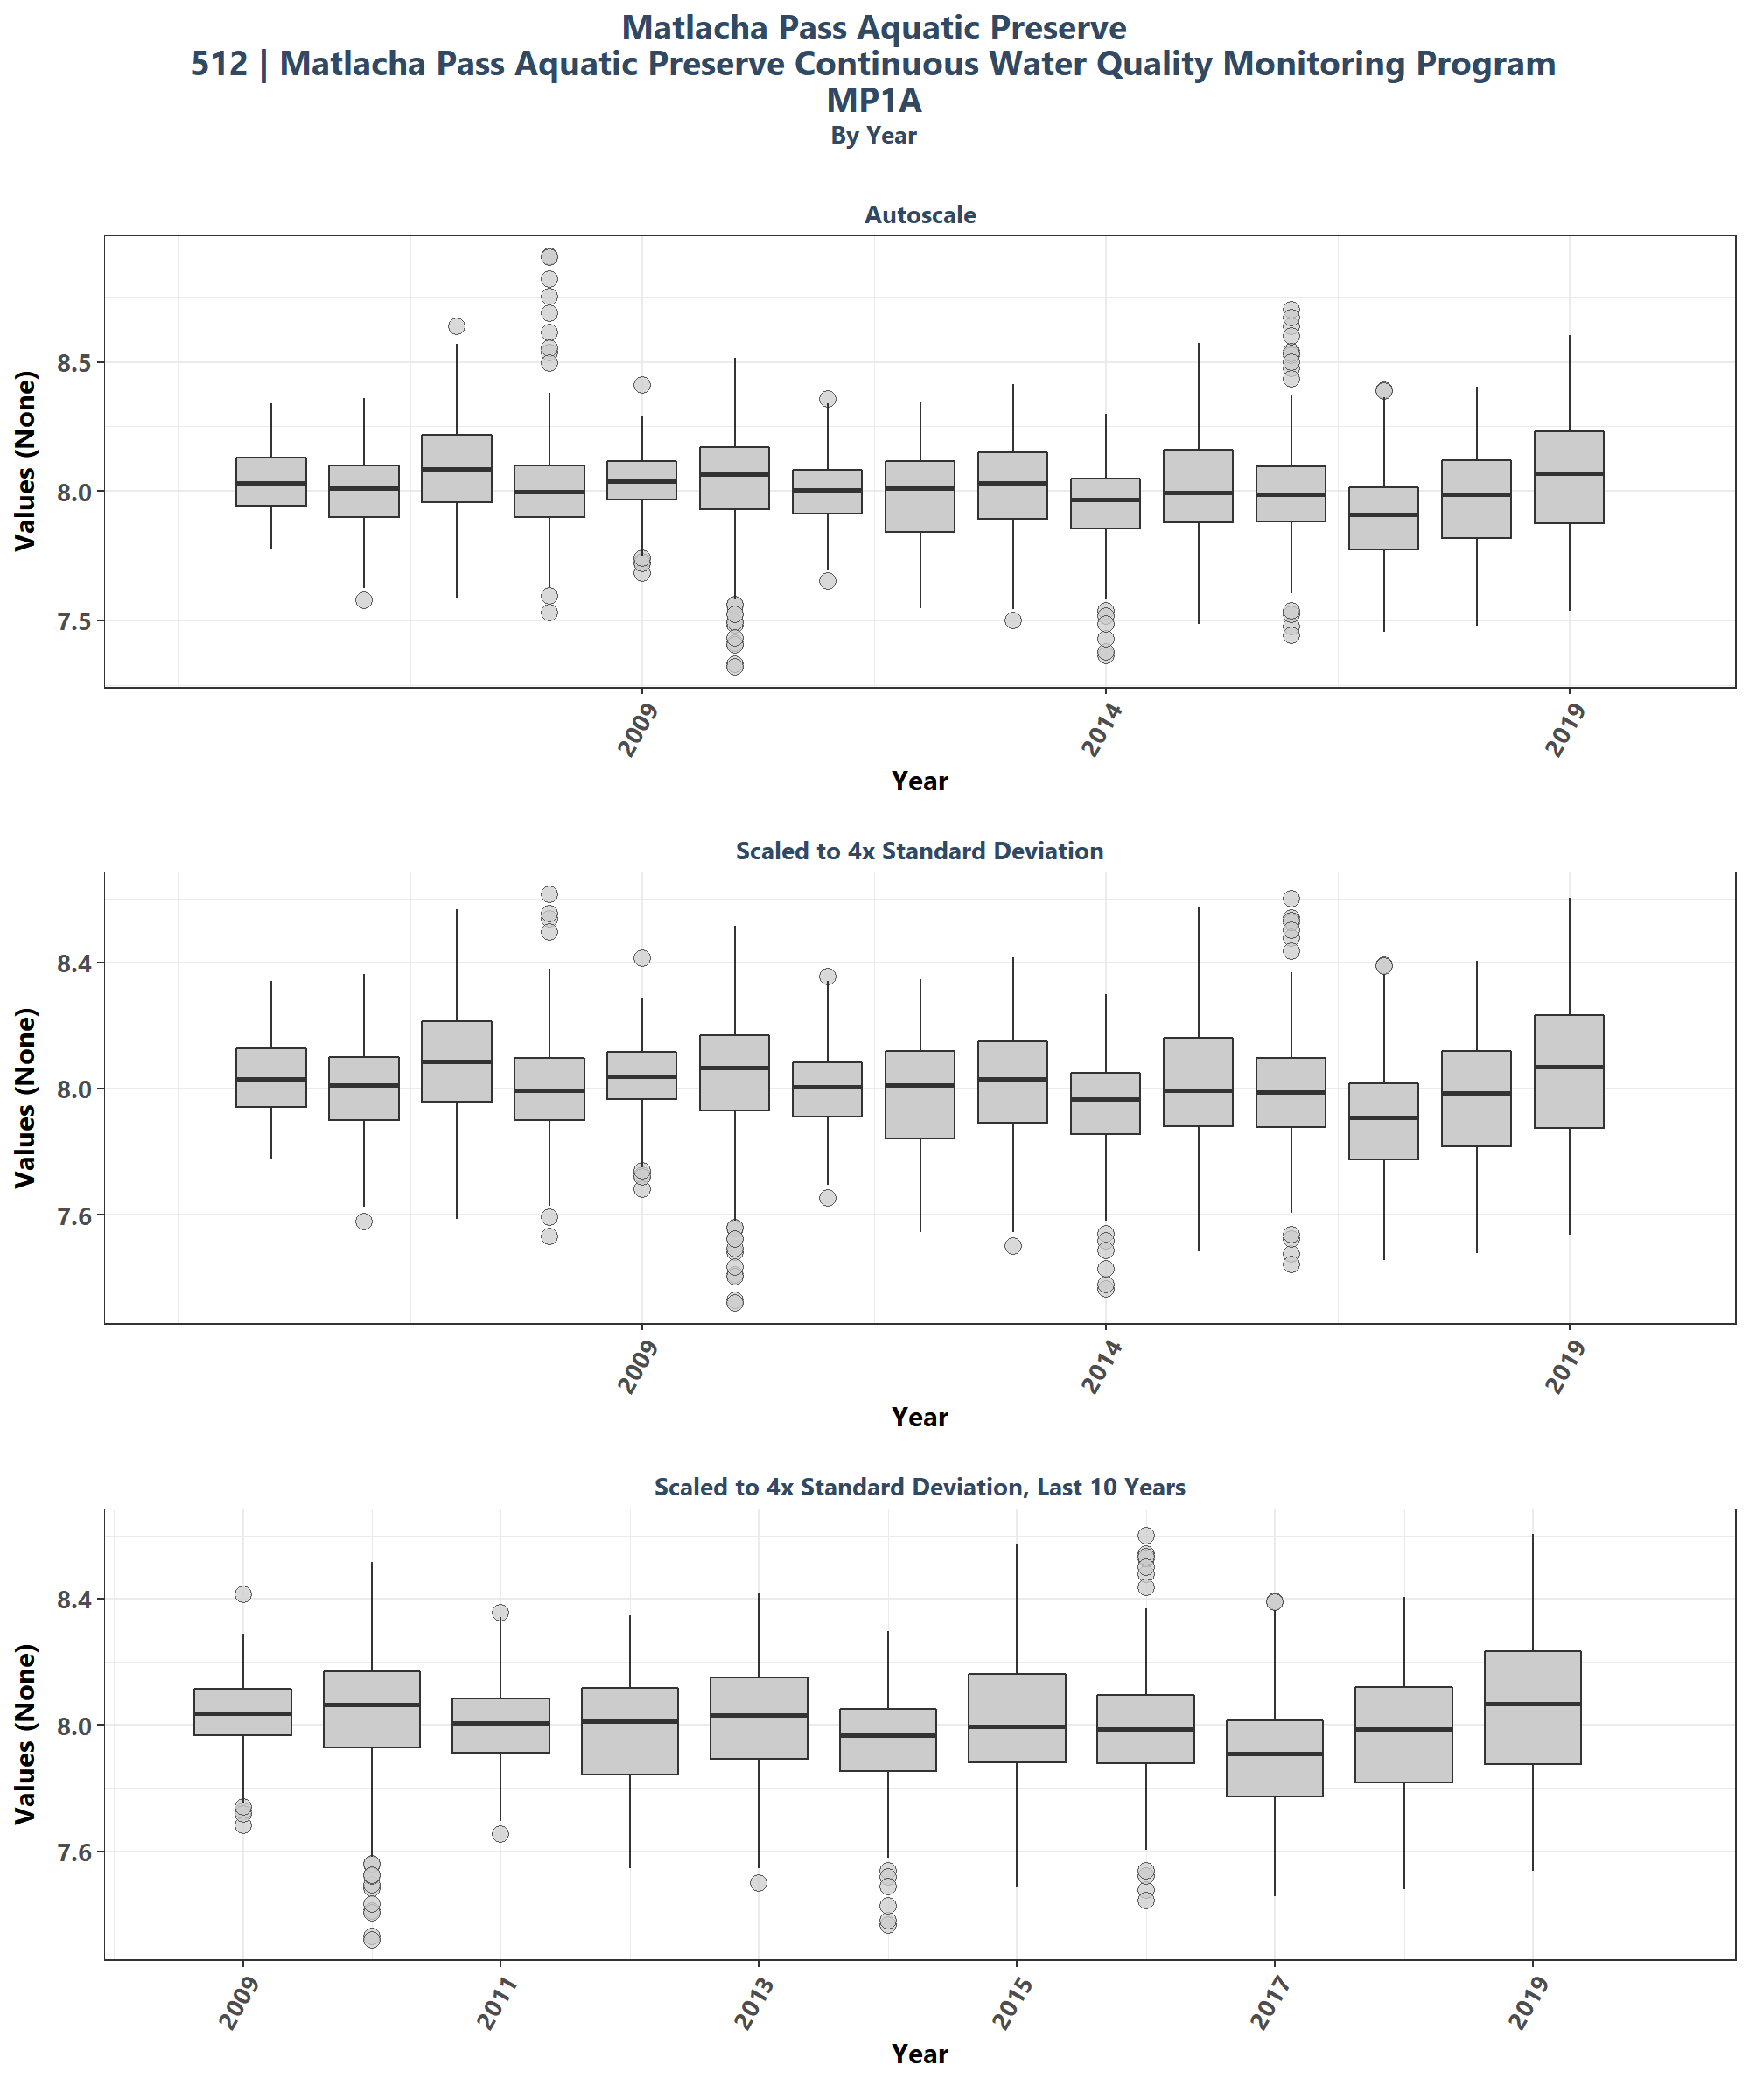 Matlacha Pass Aquatic Preserve
512 | Matlacha Pass Aquatic Preserve Continuous Water Quality Monitoring Program
MP1A
By Year
Autoscale
Values (None)
8.5
8.0
7.5
2009
2014
2019
Year
Scaled to 4x Standard Deviation
Values (None)
8.4
8.0
7.6
2009
2014
2019
Year
Scaled to 4x Standard Deviation, Last 10 Years
Values (None)
8.4
8.0
7.6
2009
2011
2013
2015
2017
2019
Year